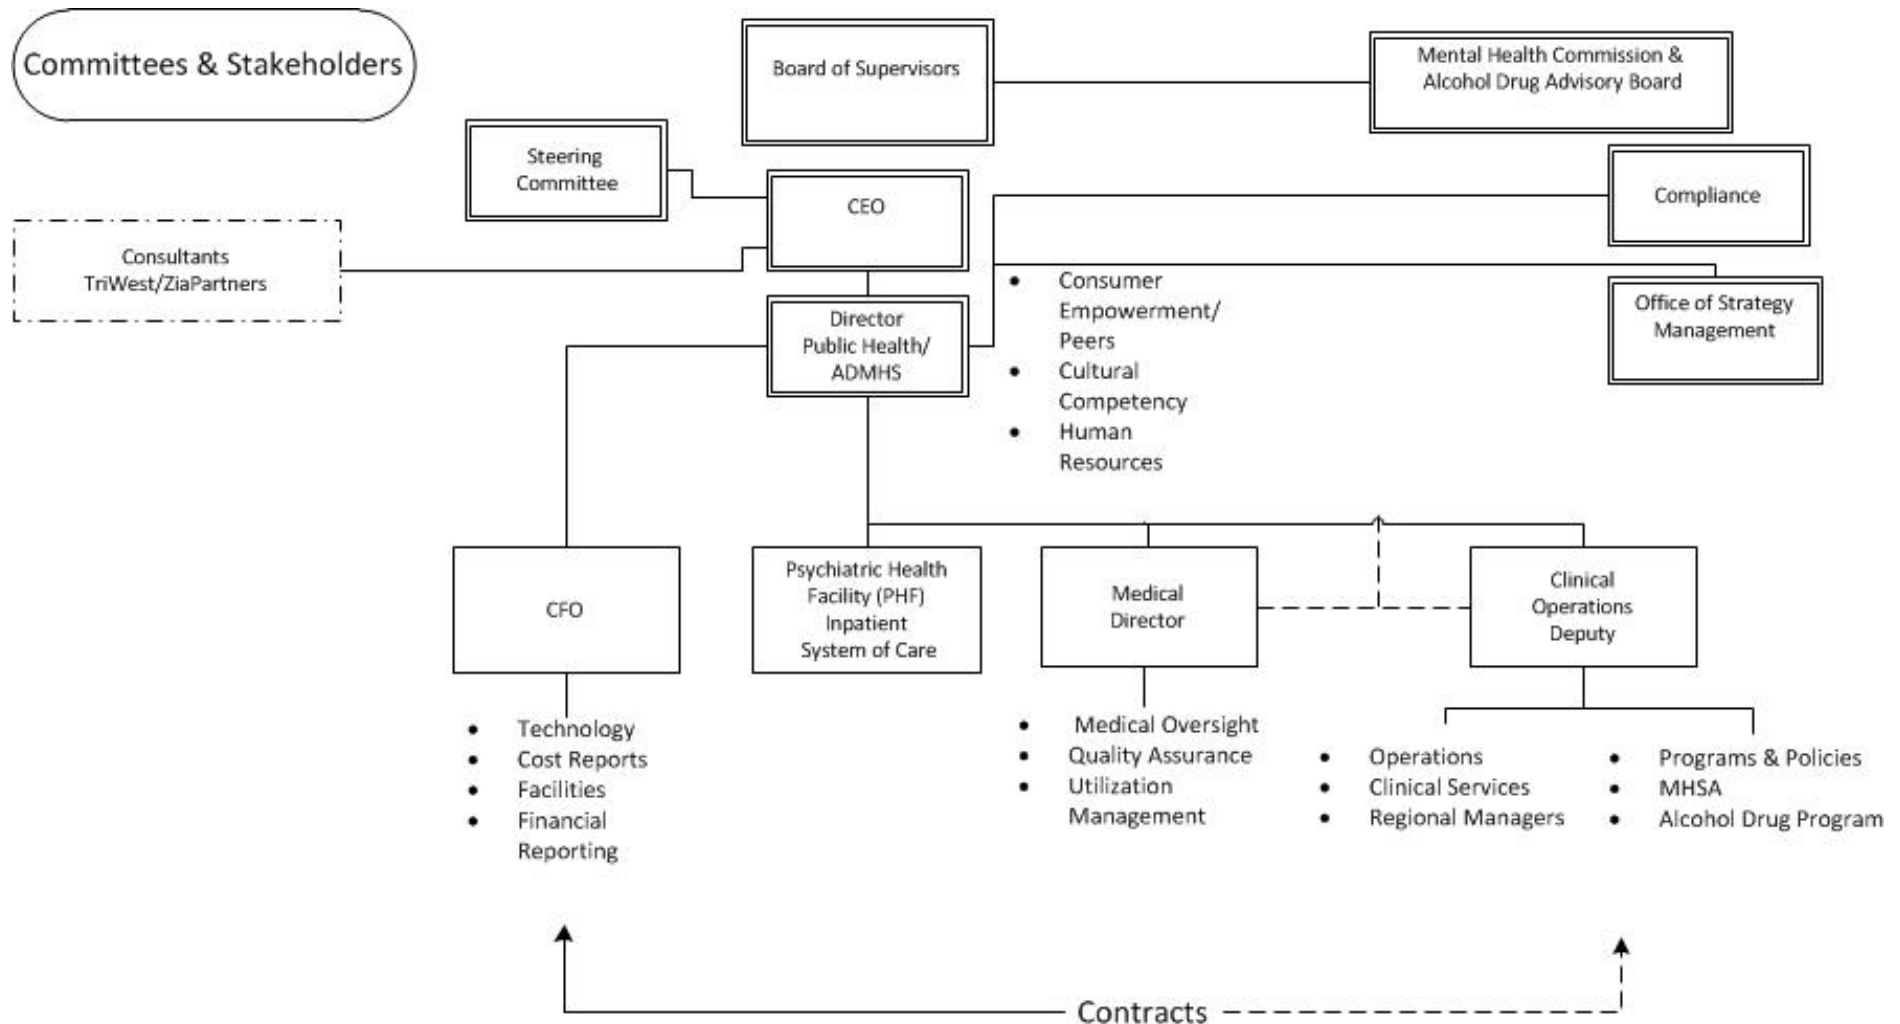 Committees & Stakeholders
Board of Supervisors
Mental Health Commission &
Alcohol Drug Advisory Board
Steering
Committee
CEO
Compliance
Consultants
TriWest/ZiaPartners
Director
Public Health/
ADMHS
• Consumer
Empowerment/
Peers
• Cultural
Competency
• Human
Resources
Office of Strategy
Management
CFO
Psychiatric Health
Facility (PHF)
Inpatient
System of Care
Medical
Director
Clinical
Operations
Deputy
• Technology
• Cost Reports
• Facilities
• Financial
Reporting
• Medical Oversight
• Quality Assurance
• Utilization
Management
• Operations
• Clinical Services
• Regional Managers
• Programs & Policies
• MHSA
• Alcohol Drug Program
Contracts